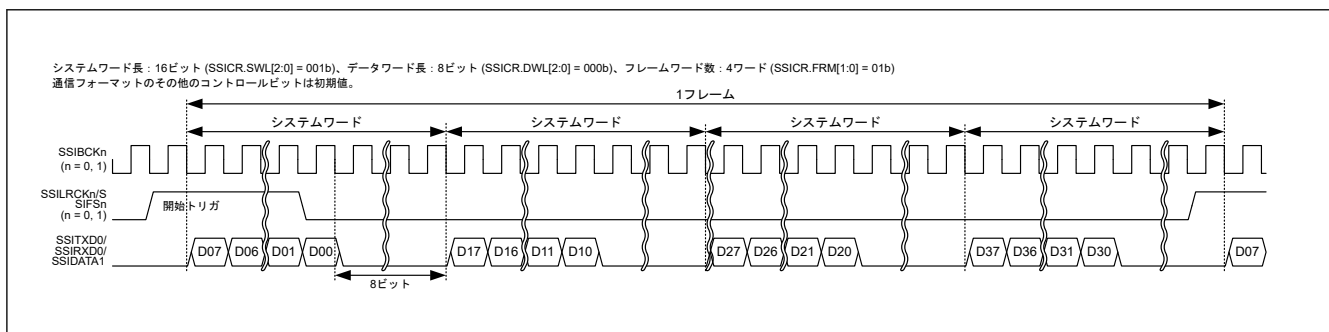 システムワード長：16ビット (SSICR.SWL[2:0] = 001b)、データワード長：8ビット (SSICR.DWL[2:0] = 000b)、フレームワード数：4ワード (SSICR.FRM[1:0] = 01b)
通信フォーマットのその他のコントロールビットは初期値。
1フレーム
システムワード システムワード システムワード システムワード
SSIBCKn
(n = 0, 1)
SSILRCKn/S
SIFSn
(n = 0, 1)
開始トリガ
SSITXD0/
SSIRXD0/
SSIDATA1
D07 D06 D01 D00 D17 D16 D11 D10 D27 D26 D21 D20 D37 D36 D31 D30 D07
8ビット